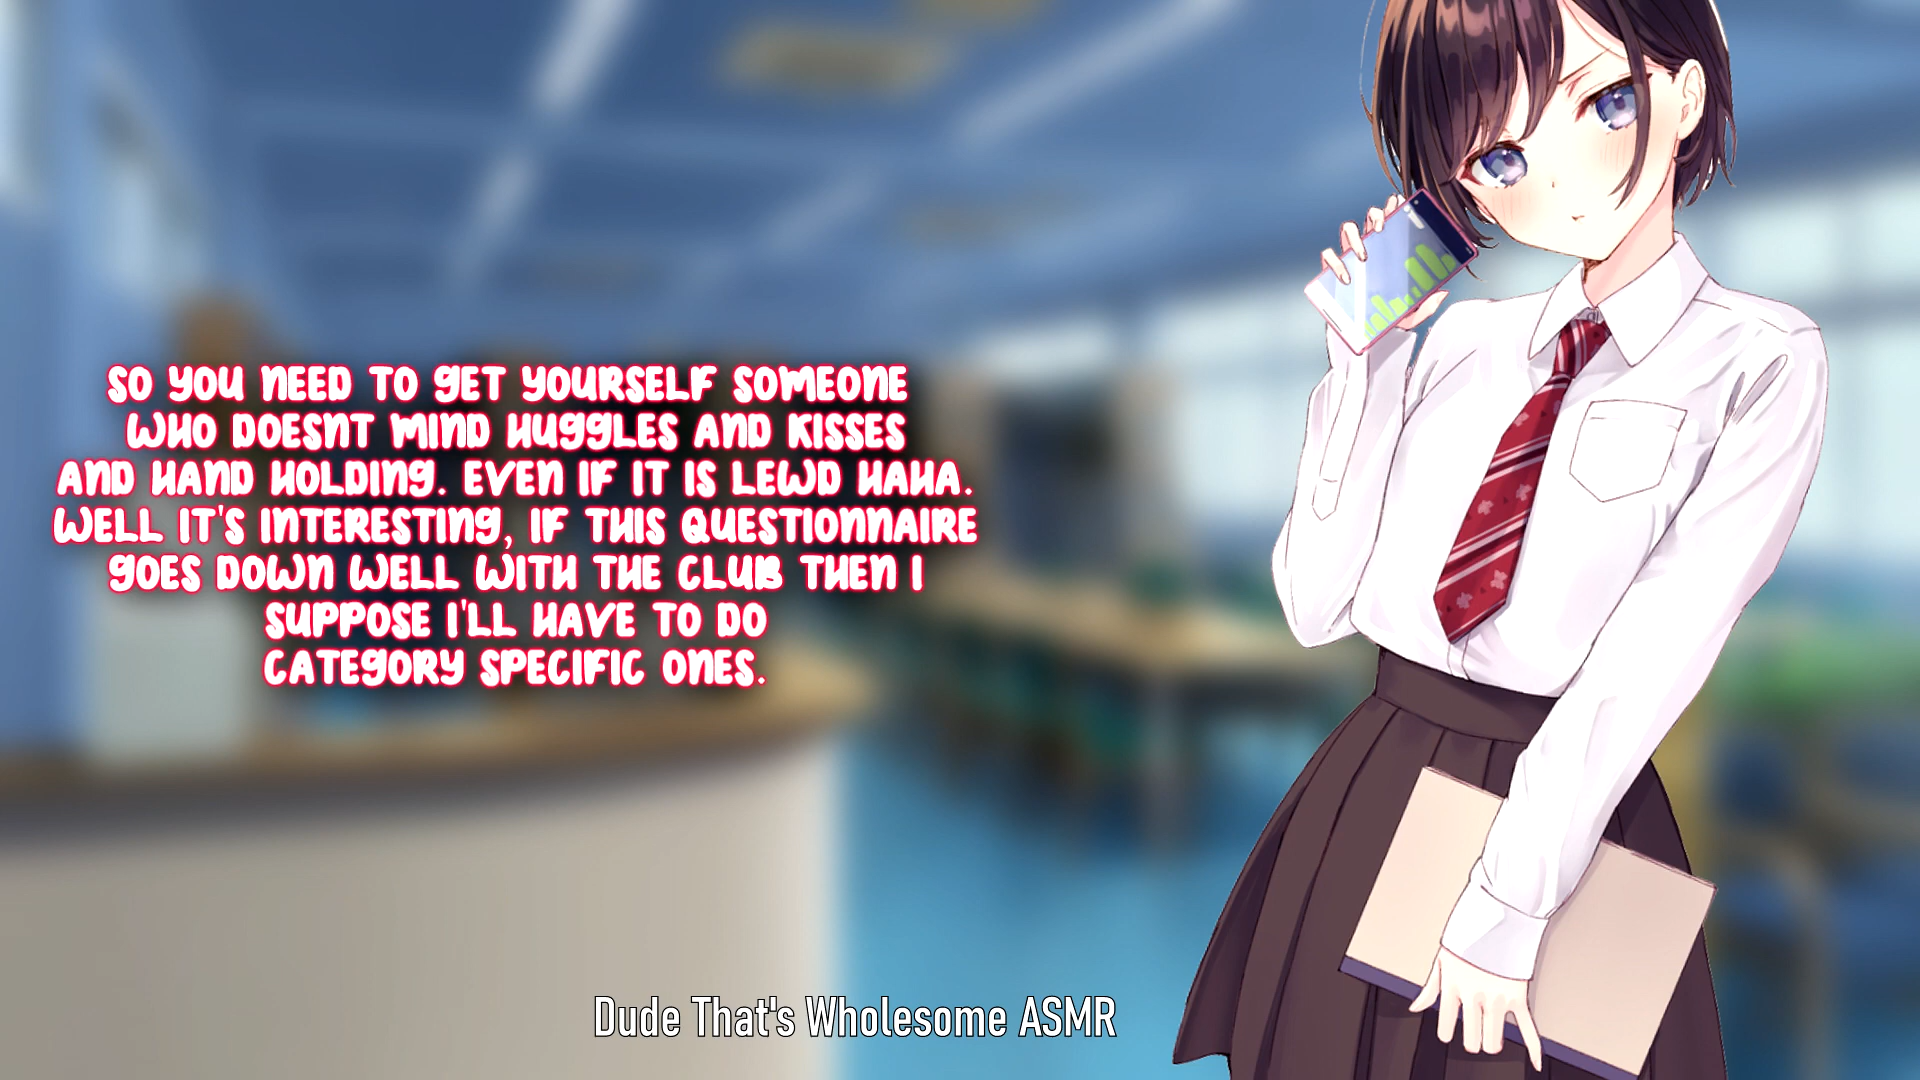 SO YOU NEED TO GET YOURSELF SOMEONE
WHO DOESNT MIND HUGGLES AND KISSES
AND HAND HOLDING. EVEN IF IT IS LEWD HAHA.
WELL IT'S INTERESTING, IF THIS QUESTIONNAIRE
GOES DOWN WELL WITH THE CLUB THEN I
SUPPOSE I'LL HAVE TO DO
CATEGORY SPECIFIC ONES.
Dude That's Wholesome ASMR